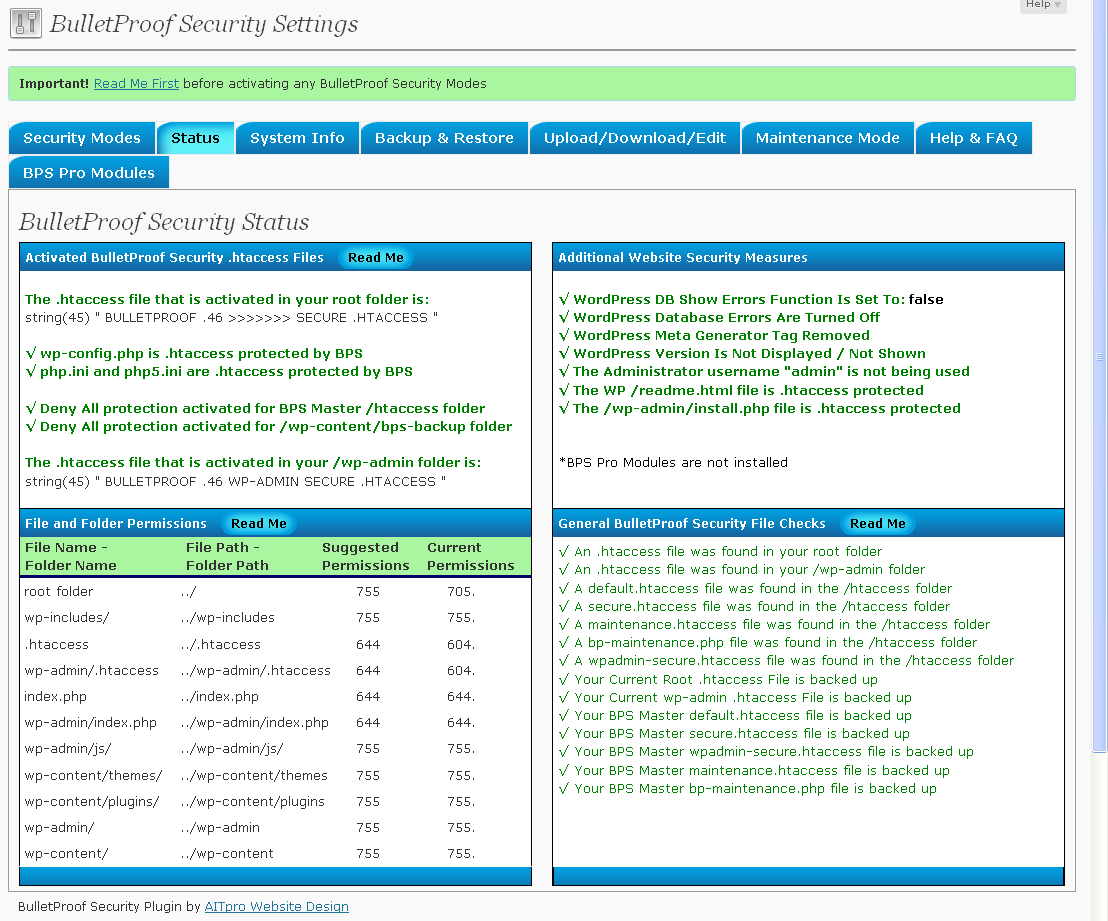 Help
BulletProof Security Settings
Important! Read Me First before activating any BulletProof Security Modes
Security Modes
Status
System Info
Backup & Restore
Upload/Download/Edit
Maintenance Mode
Help & FAQ
BPS Pro Modules
BulletProof Security Status
Activated BulletProof Security .htaccess Files Read Me
The .htaccess file that is activated in your root folder is:
string(45) " BULLETPROOF .46 >>>>>>> SECURE .HTACCESS "
√ wp-config.php is .htaccess protected by BPS
√ php.ini and php5.ini are .htaccess protected by BPS
√ Deny All protection activated for BPS Master /htaccess folder
√ Deny All protection activated for /wp-content/bps-backup folder
The .htaccess file that is activated in your /wp-admin folder is:
string(45) " BULLETPROOF .46 WP-ADMIN SECURE .HTACCESS "
Additional Website Security Measures
√ WordPress DB Show Errors Function Is Set To: false
√ WordPress Database Errors Are Turned Off
√ WordPress Meta Generator Tag Removed
√ WordPress Version Is Not Displayed / Not Shown
√ The Administrator username "admin" is not being used
√ The WP /readme.html file is .htaccess protected
√ The /wp-admin/install.php file is .htaccess protected
*BPS Pro Modules are not installed
File and Folder Permissions Read Me
File Name - File Path - Suggested Current
Folder Name Folder Path Permissions Permissions
root folder ../ 755 705.
wp-includes/ ../wp-includes 755 755.
.htaccess ../.htaccess 644 604.
wp-admin/.htaccess ../wp-admin/.htaccess 644 604.
index.php ../index.php 644 644.
wp-admin/index.php ../wp-admin/index.php 644 644.
wp-admin/js/ ../wp-admin/js/ 755 755.
wp-content/themes/ ../wp-content/themes 755 755.
wp-content/plugins/ ../wp-content/plugins 755 755.
wp-admin/ ../wp-admin 755 755.
wp-content/ ../wp-content 755 755.
General BulletProof Security File Checks Read Me
√ An .htaccess file was found in your root folder
√ An .htaccess file was found in your /wp-admin folder
√ A default.htaccess file was found in the /htaccess folder
√ A secure.htaccess file was found in the /htaccess folder
√ A maintenance.htaccess file was found in the /htaccess folder
√ A bp-maintenance.php file was found in the /htaccess folder
√ A wpadmin-secure.htaccess file was found in the /htaccess folder
√ Your Current Root .htaccess File is backed up
√ Your Current wp-admin .htaccess File is backed up
√ Your BPS Master default.htaccess file is backed up
√ Your BPS Master secure.htaccess file is backed up
√ Your BPS Master wpadmin-secure.htaccess file is backed up
√ Your BPS Master maintenance.htaccess file is backed up
√ Your BPS Master bp-maintenance.php file is backed up
BulletProof Security Plugin by AITpro Website Design